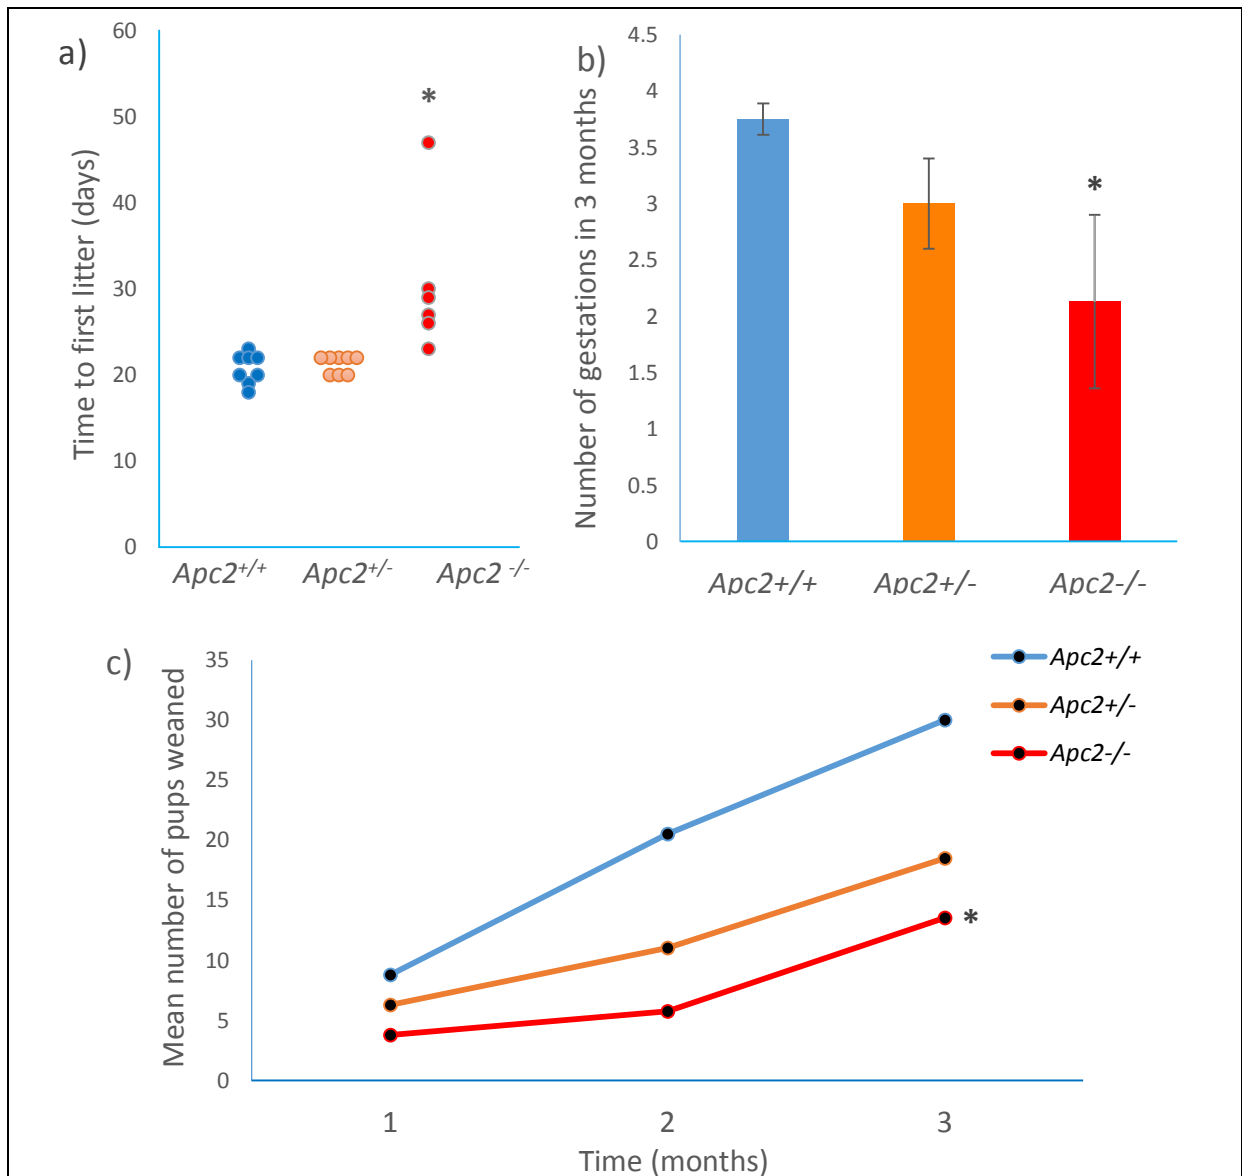 a)
Time to first litter (days)
60
50
40
30
20
10
0
*
Apc2+/+ Apc2+/- Apc2 -/-
b)
Number of gestations in 3 months
4.5
4
3.5
3
2.5
2
1.5
1
0.5
0
*
Apc2+/+ Apc2+/- Apc2-/-
c)
Mean number of pups weaned
35
30
25
20
15
10
5
0
*
Apc2+/+
Apc2+/-
Apc2-/-
1 2 3
Time (months)